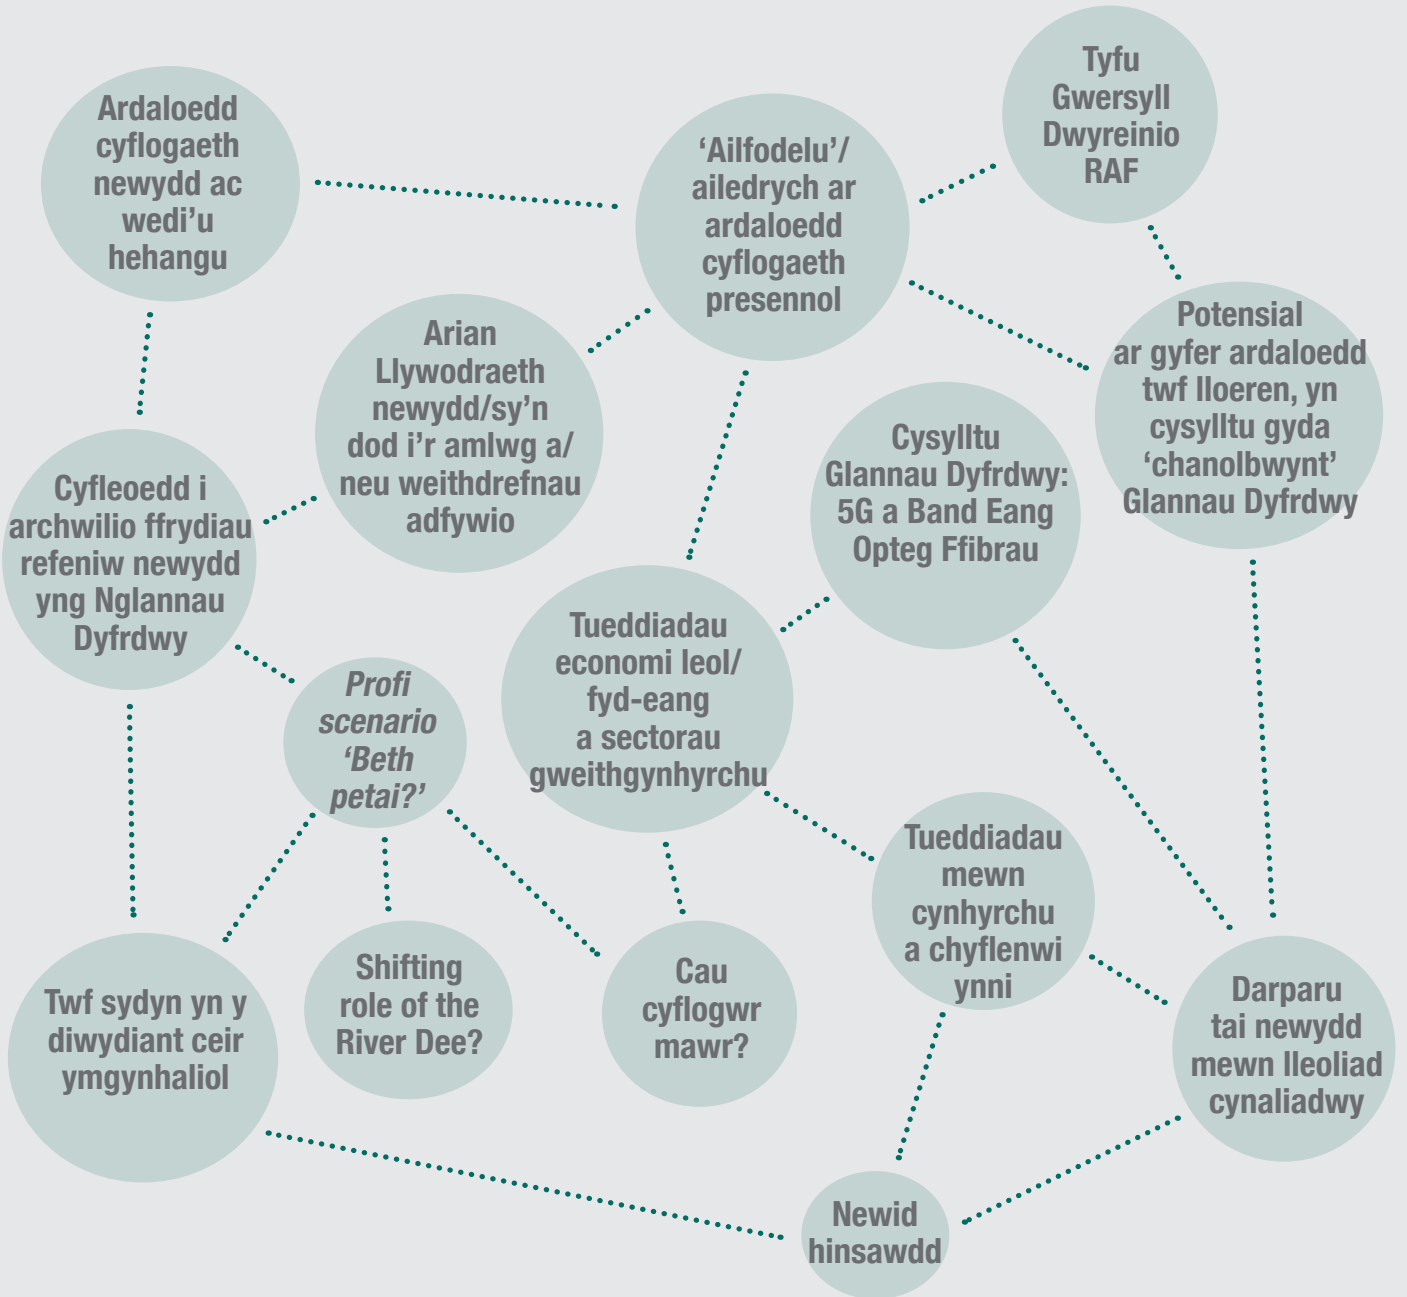 Ardaloedd
cyflogaeth
newydd ac
wedi’u
hehangu
‘Ailfodelu’/
ailedrych ar
ardaloedd
cyflogaeth
presennol
Tyfu
Gwersyll
Dwyreinio
RAF
Arian
Llywodraeth
newydd/sy’n
dod i’r amlwg a/
neu weithdrefnau
adfywio
Potensial
ar gyfer ardaloedd
twf lloeren, yn
cysylltu gyda
‘chanolbwynt’
Glannau Dyfrdwy
Cysylltu
Glannau Dyfrdwy:
5G a Band Eang
Opteg Ffibrau
Cyfleoedd i
archwilio ffrydiau
refeniw newydd
yng Nglannau
Dyfrdwy
Profi
scenario
‘Beth
petai?’
Tueddiadau
economi leol/
fyd-eang
a sectorau
gweithgynhyrchu
Tueddiadau
mewn
cynhyrchu
a chyflenwi
ynni
Twf sydyn yn y
diwydiant ceir
ymgynhaliol
Shifting
role of the
River Dee?
Cau
cyflogwr
mawr?
Darparu
tai newydd
mewn lleoliad
cynaliadwy
Newid
hinsawdd